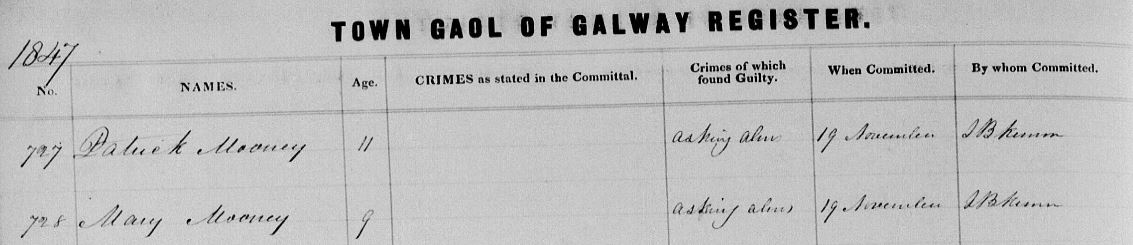 TOWN GAOL OF GALWAY REGISTER.
1847
No. NAMES. Age. CRIMES as stated in the Committal. Crimes of which found Guilty. When Committed. By whom Committed.
727 Patrick Mooney 11 asking alms 19 November
728 Mary Mooney 9 asking alms 19 November